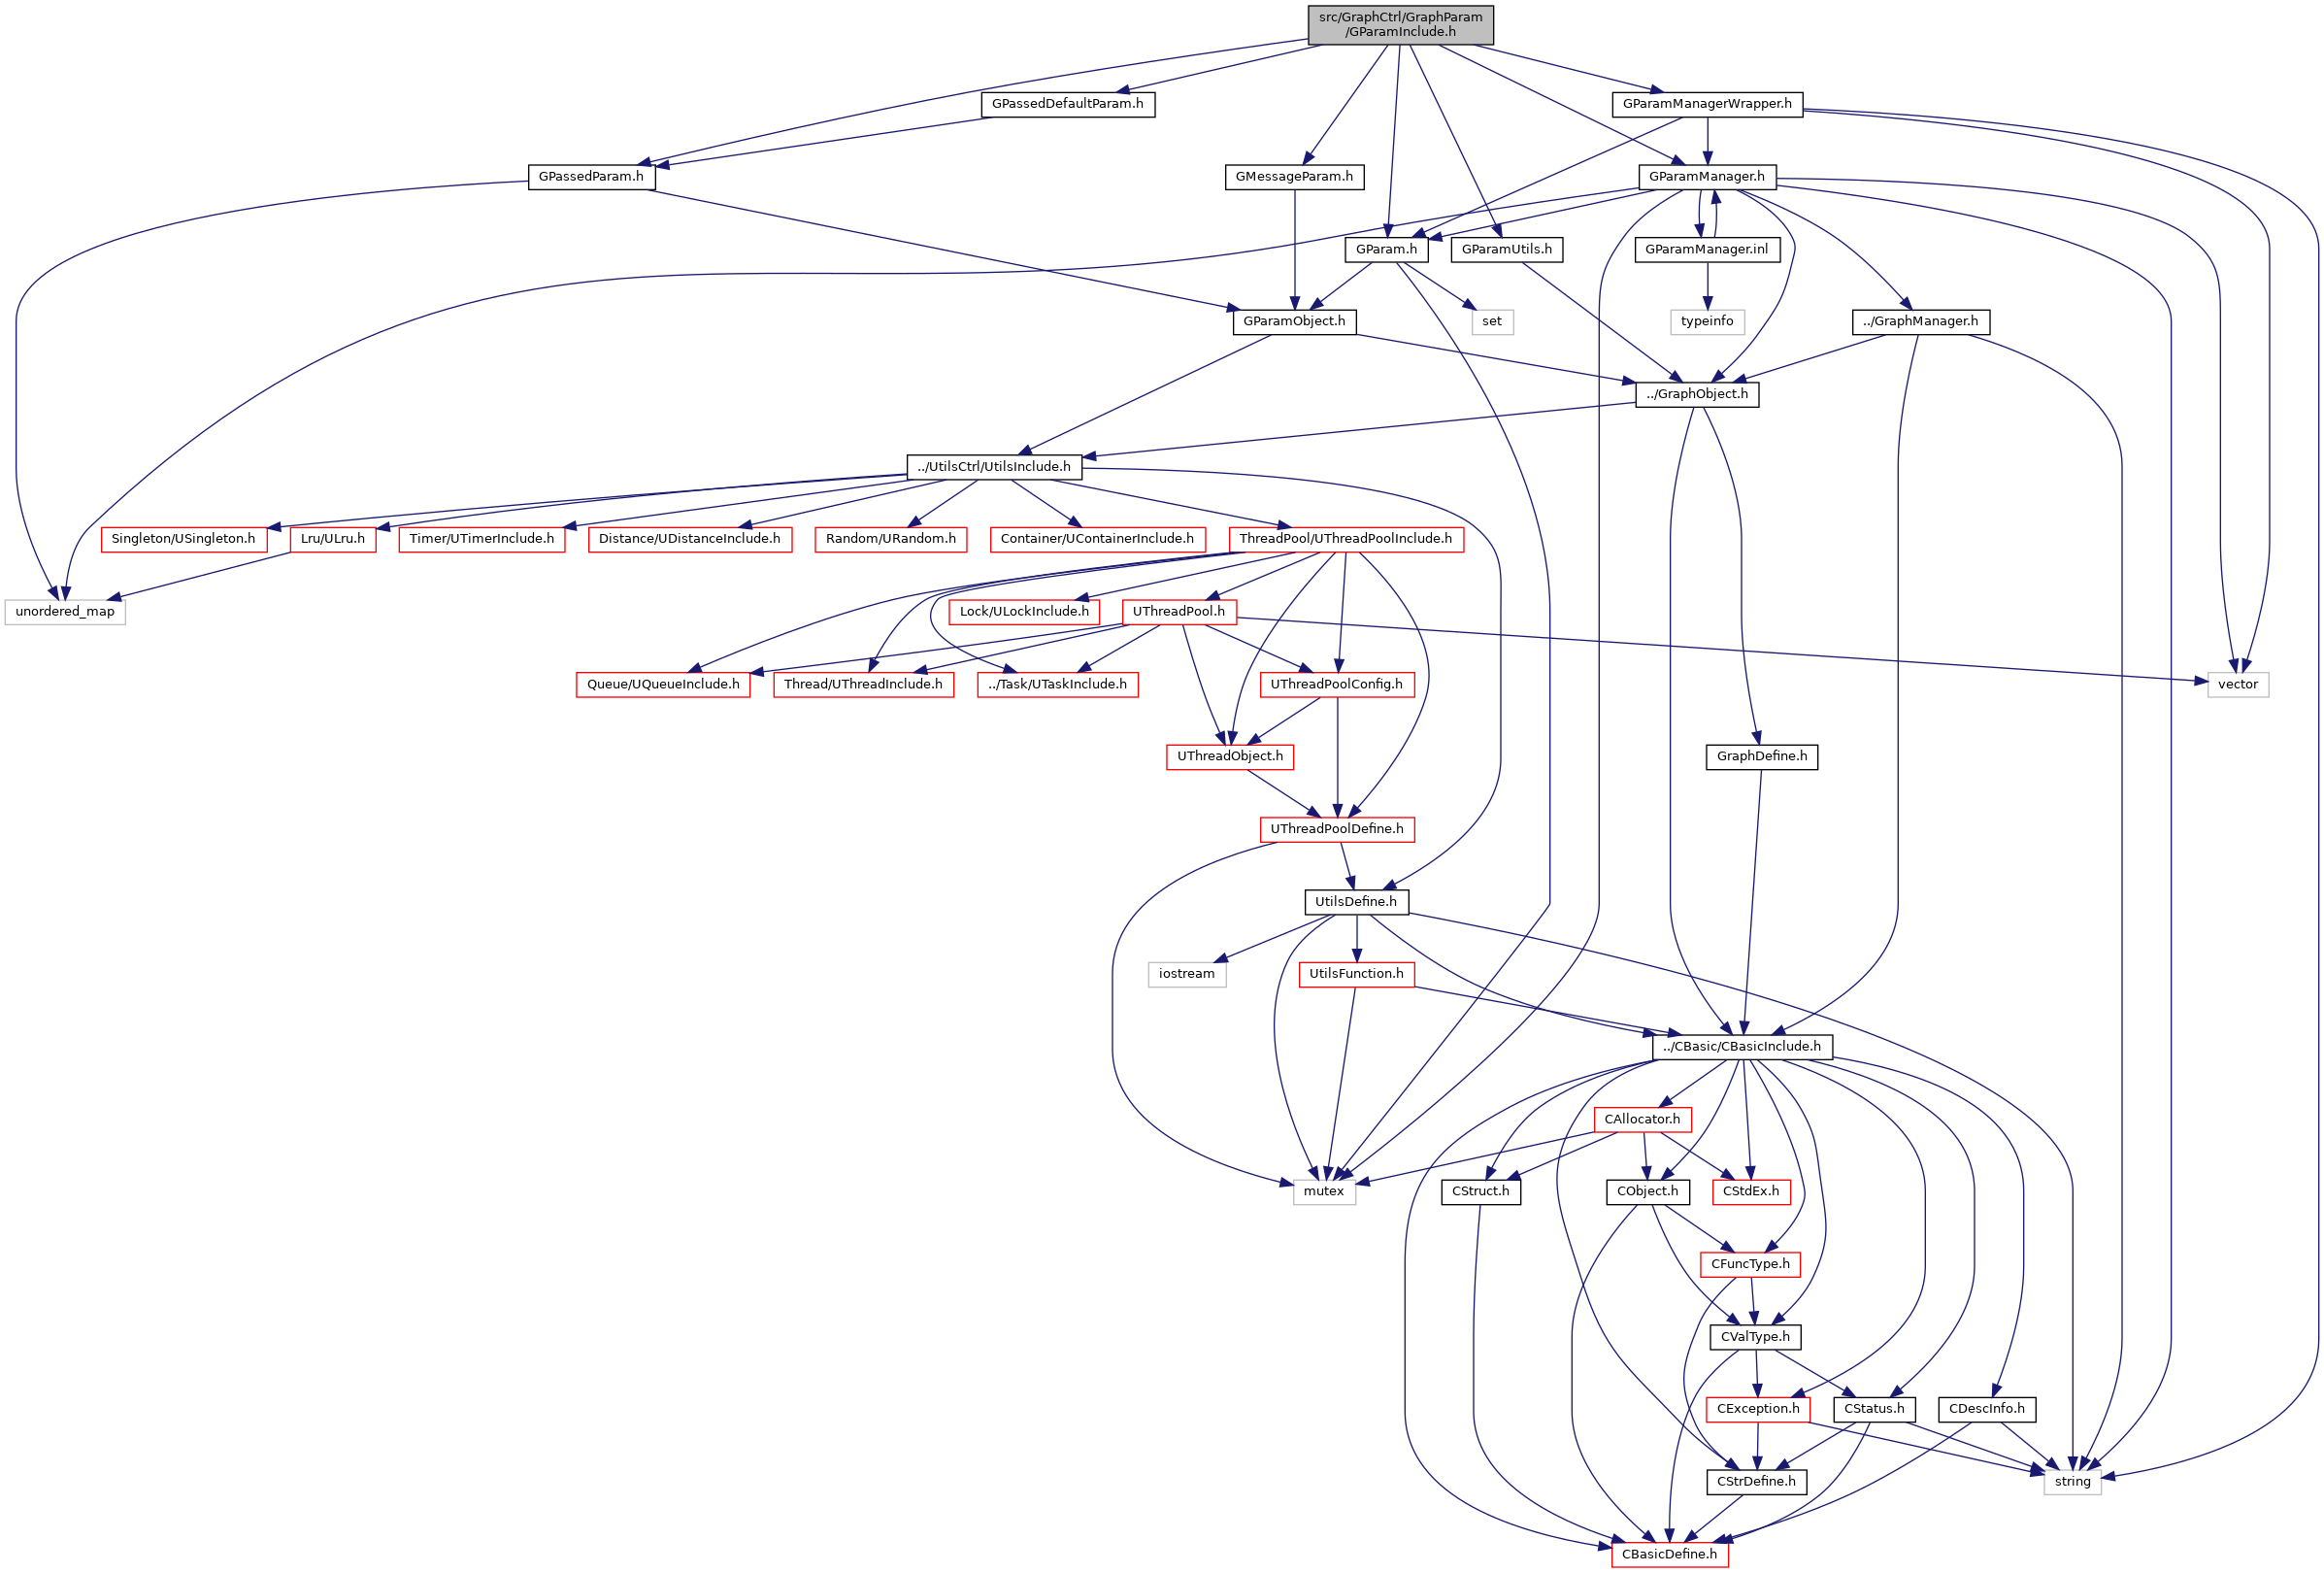 src/GraphCtrl/GraphParam
/GParamInclude.h
GPassedDefaultParam.h
GParamManagerWrapper.h
GPassedParam.h
GMessageParam.h
GParamManager.h
GParam.h
GParamUtils.h
GParamManager.inl
GParamObject.h
set
typeinfo
../GraphManager.h
../GraphObject.h
../UtilsCtrl/UtilsInclude.h
Singleton/USingleton.h
Lru/ULru.h
Timer/UTimerInclude.h
Distance/UDistanceInclude.h
Random/URandom.h
Container/UContainerInclude.h
ThreadPool/UThreadPoolInclude.h
unordered_map
Lock/ULockInclude.h
UThreadPool.h
Queue/UQueueInclude.h
Thread/UThreadInclude.h
../Task/UTaskInclude.h
UThreadPoolConfig.h
vector
UThreadObject.h
GraphDefine.h
UThreadPoolDefine.h
UtilsDefine.h
iostream
UtilsFunction.h
../CBasic/CBasicInclude.h
CAllocator.h
mutex
CStruct.h
CObject.h
CStdEx.h
CFuncType.h
CValType.h
CException.h
CStatus.h
CDescInfo.h
CStrDefine.h
string
CBasicDefine.h